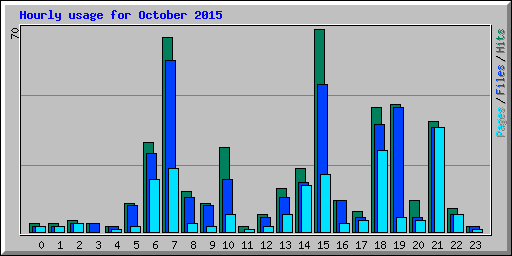 Hourly usage for October 2015
70
Pages/Files/Hits
0 1 2 3 4 5 6 7 8 9 10 11 12 13 14 15 16 17 18 19 20 21 22 23